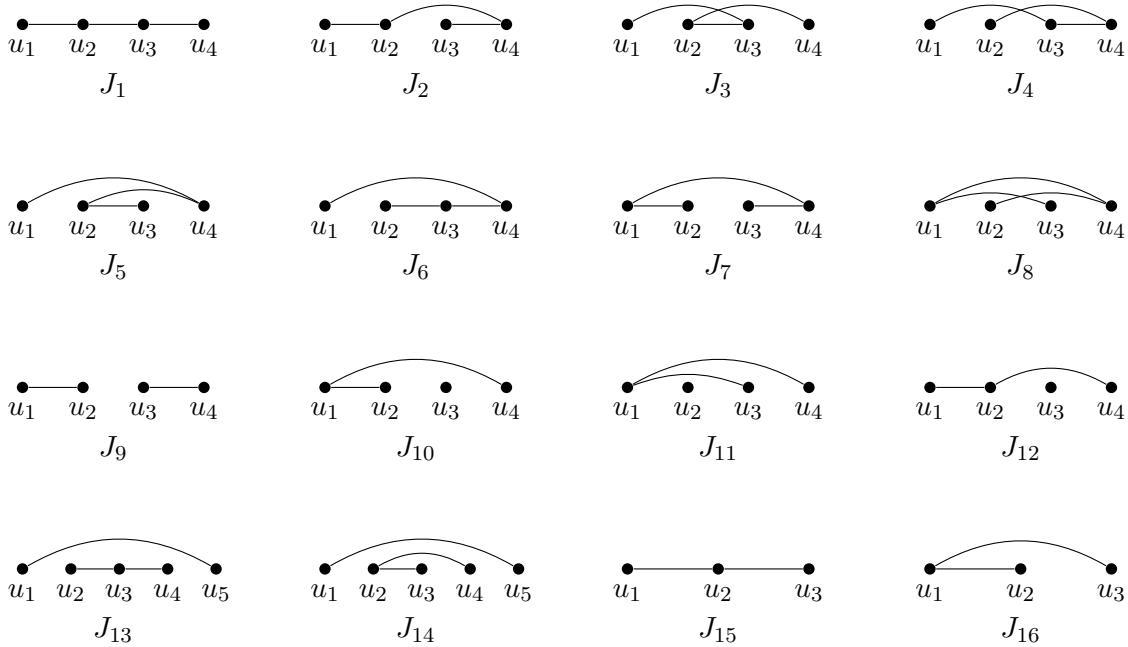 u₁ u₂ u₃ u₄ u₁ u₂ u₃ u₄ u₁ u₂ u₃ u₄ u₁ u₂ u₃ u₄
J₁ J₂ J₃ J₄
u₁ u₂ u₃ u₄ u₁ u₂ u₃ u₄ u₁ u₂ u₃ u₄ u₁ u₂ u₃ u₄
J₅ J₆ J₇ J₈
u₁ u₂ u₃ u₄ u₁ u₂ u₃ u₄ u₁ u₂ u₃ u₄ u₁ u₂ u₃ u₄
J₉ J₁₀ J₁₁ J₁₂
u₁ u₂ u₃ u₄ u₅ u₁ u₂ u₃ u₄ u₅ u₁ u₂ u₃ u₁ u₂ u₃
J₁₃ J₁₄ J₁₅ J₁₆